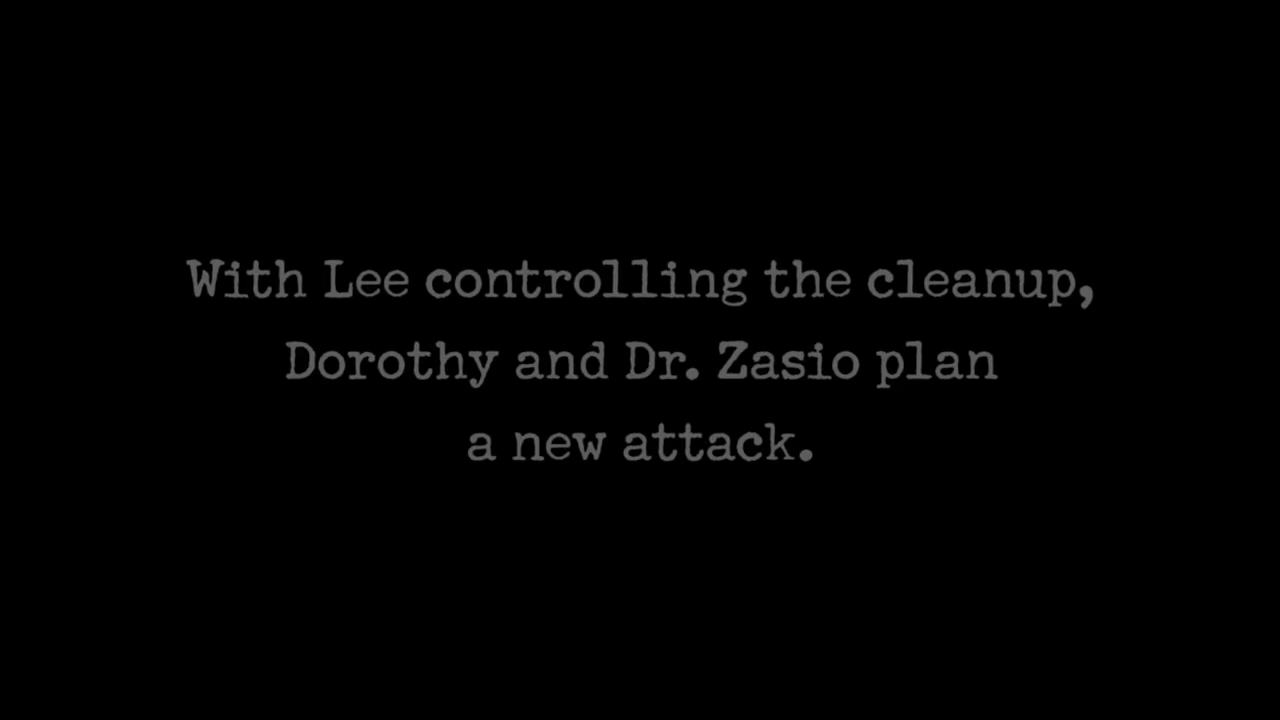 With Lee controlling the cleanup,
Dorothy and Dr. Zasio plan
a new attack.